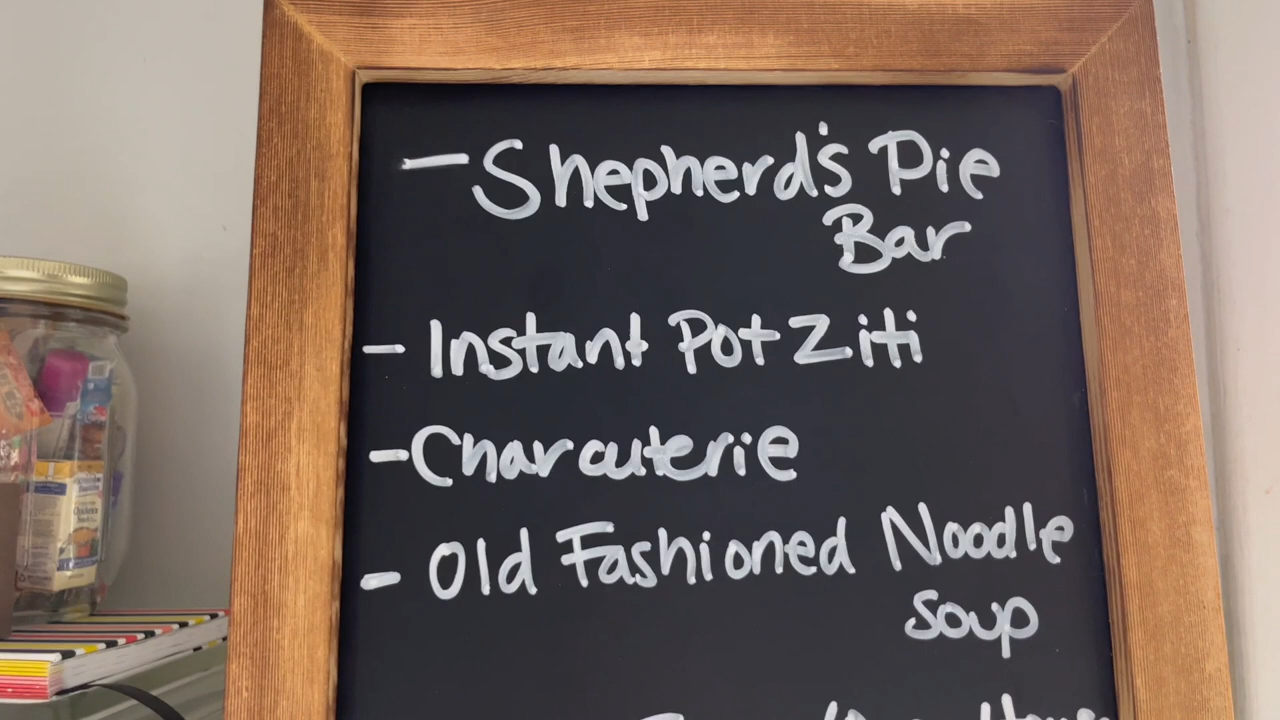 - Shepherd's Pie
Bar
- Instant Pot Ziti
- Charcuterie
- Old Fashioned Noodle
Soup